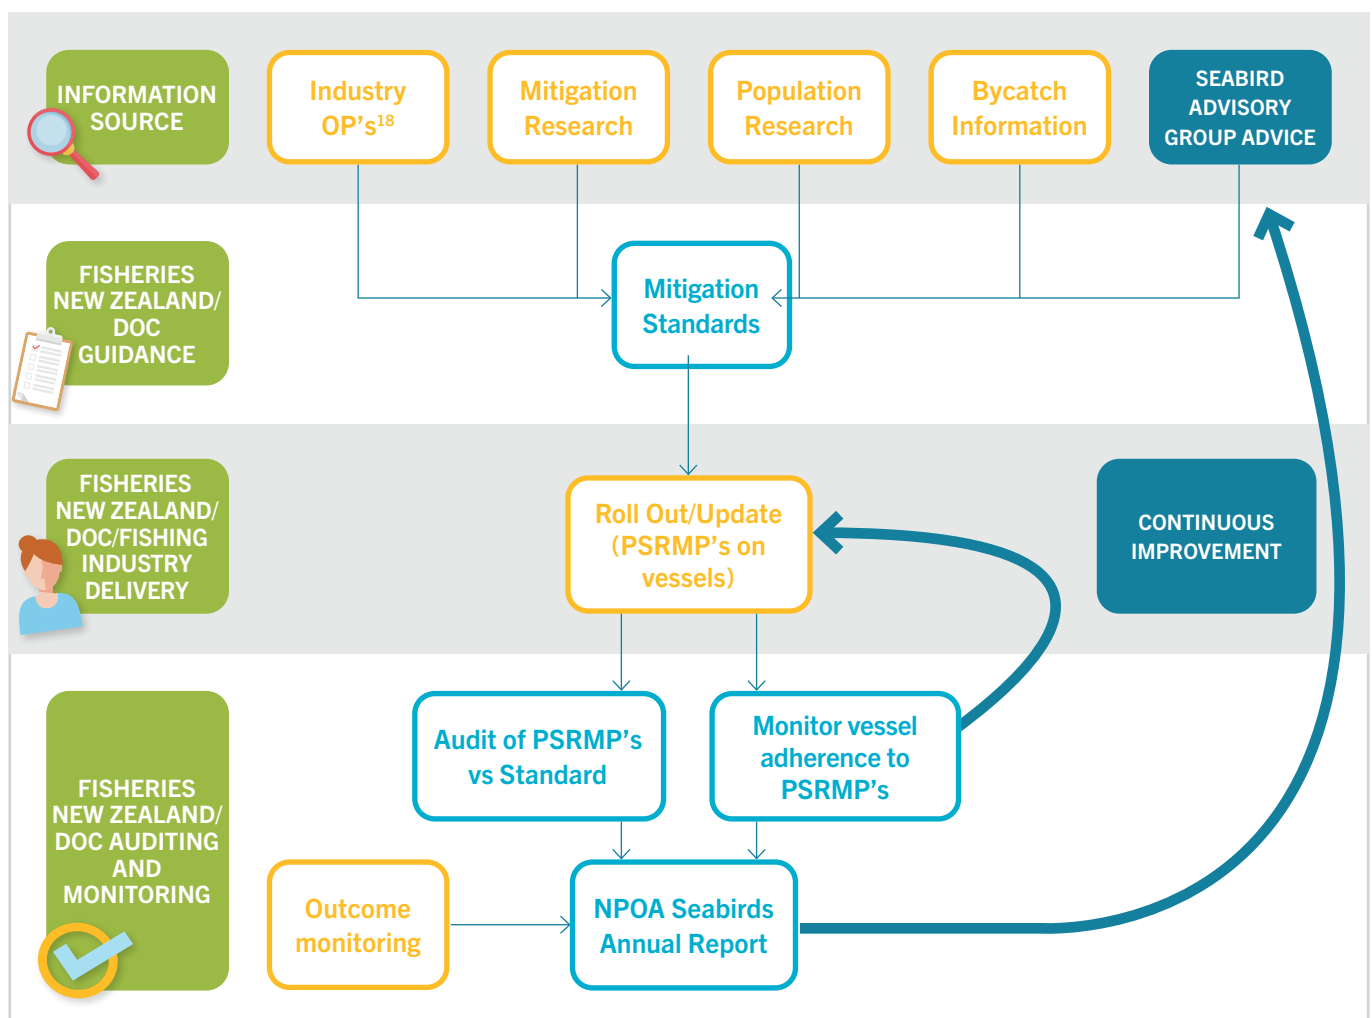 INFORMATION
SOURCE
Industry
OP's¹⁸
Mitigation
Research
Population
Research
Bycatch
Information
SEABIRD
ADVISORY
GROUP ADVICE
FISHERIES
NEW ZEALAND/
DOC
GUIDANCE
Mitigation
Standards
FISHERIES
NEW ZEALAND/
DOC/FISHING
INDUSTRY
DELIVERY
Roll Out/Update
(PSRMP's on
vessels)
CONTINUOUS
IMPROVEMENT
FISHERIES
NEW ZEALAND/
DOC AUDITING
AND
MONITORING
Audit of PSRMP's
vs Standard
Monitor vessel
adherence to
PSRMP's
Outcome
monitoring
NPOA Seabirds
Annual Report